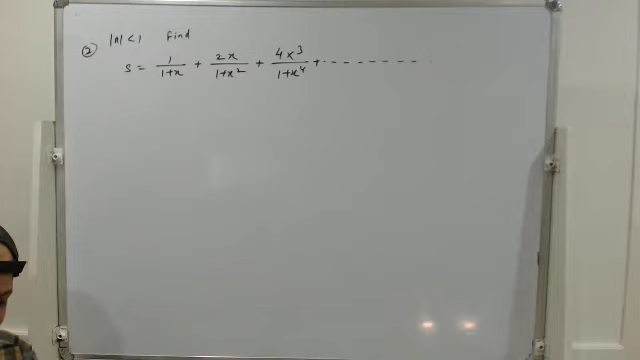 ② |x| < 1 find
S = 1/(1+x) + 2x/(1+x²) + 4x³/(1+x⁴) + - - - - - - - -